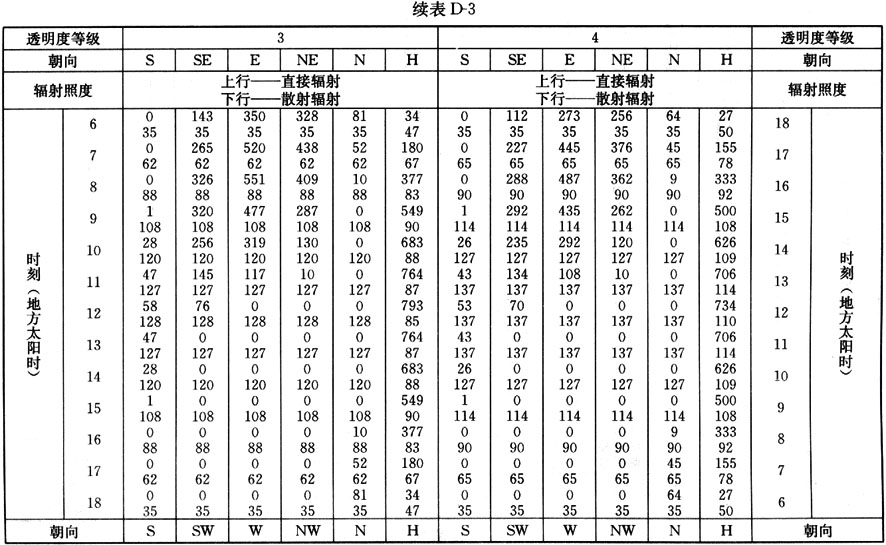 续表 D-3
透明度等级 3 4 透明度等级
朝向 S SE E NE N H S SE E NE N H 朝向
辐射照度 上行——直接辐射 上行——直接辐射 辐射照度
下行——散射辐射 下行——散射辐射
时刻(地方太阳时) 6 0 143 350 328 81 34 0 112 273 256 64 27 18 时刻(地方太阳时)
35 35 35 35 35 47 35 35 35 35 35 50
7 0 265 520 438 52 180 0 227 445 376 45 155 17
62 62 62 62 62 67 65 65 65 65 65 78
8 0 326 551 409 10 377 0 288 487 362 9 333 16
88 88 88 88 88 83 90 90 90 90 90 92
9 1 320 477 287 0 549 1 292 435 262 0 500 15
108 108 108 108 108 90 114 114 114 114 114 108
10 28 256 319 130 0 683 26 235 292 120 0 626 14
120 120 120 120 120 88 127 127 127 127 127 109
11 47 145 117 10 0 764 43 134 108 10 0 706 13
127 127 127 127 127 87 137 137 137 137 137 114
12 58 76 0 0 0 793 53 70 0 0 0 734 12
128 128 128 128 128 85 137 137 137 137 137 110
13 47 0 0 0 0 764 43 0 0 0 0 706 11
127 127 127 127 127 87 137 137 137 137 137 114
14 28 0 0 0 0 683 26 0 0 0 0 626 10
120 120 120 120 120 88 127 127 127 127 127 109
15 1 0 0 0 0 549 1 0 0 0 0 500 9
108 108 108 108 108 90 114 114 114 114 114 108
16 0 0 0 0 10 377 0 0 0 0 9 333 8
88 88 88 88 88 83 90 90 90 90 90 92
17 0 0 0 0 52 180 0 0 0 0 45 155 7
62 62 62 62 62 67 65 65 65 65 65 78
18 0 0 0 0 81 34 0 0 0 0 64 27 6
35 35 35 35 35 47 35 35 35 35 35 50
朝向 S SW W NW N H S SW W NW N H 朝向